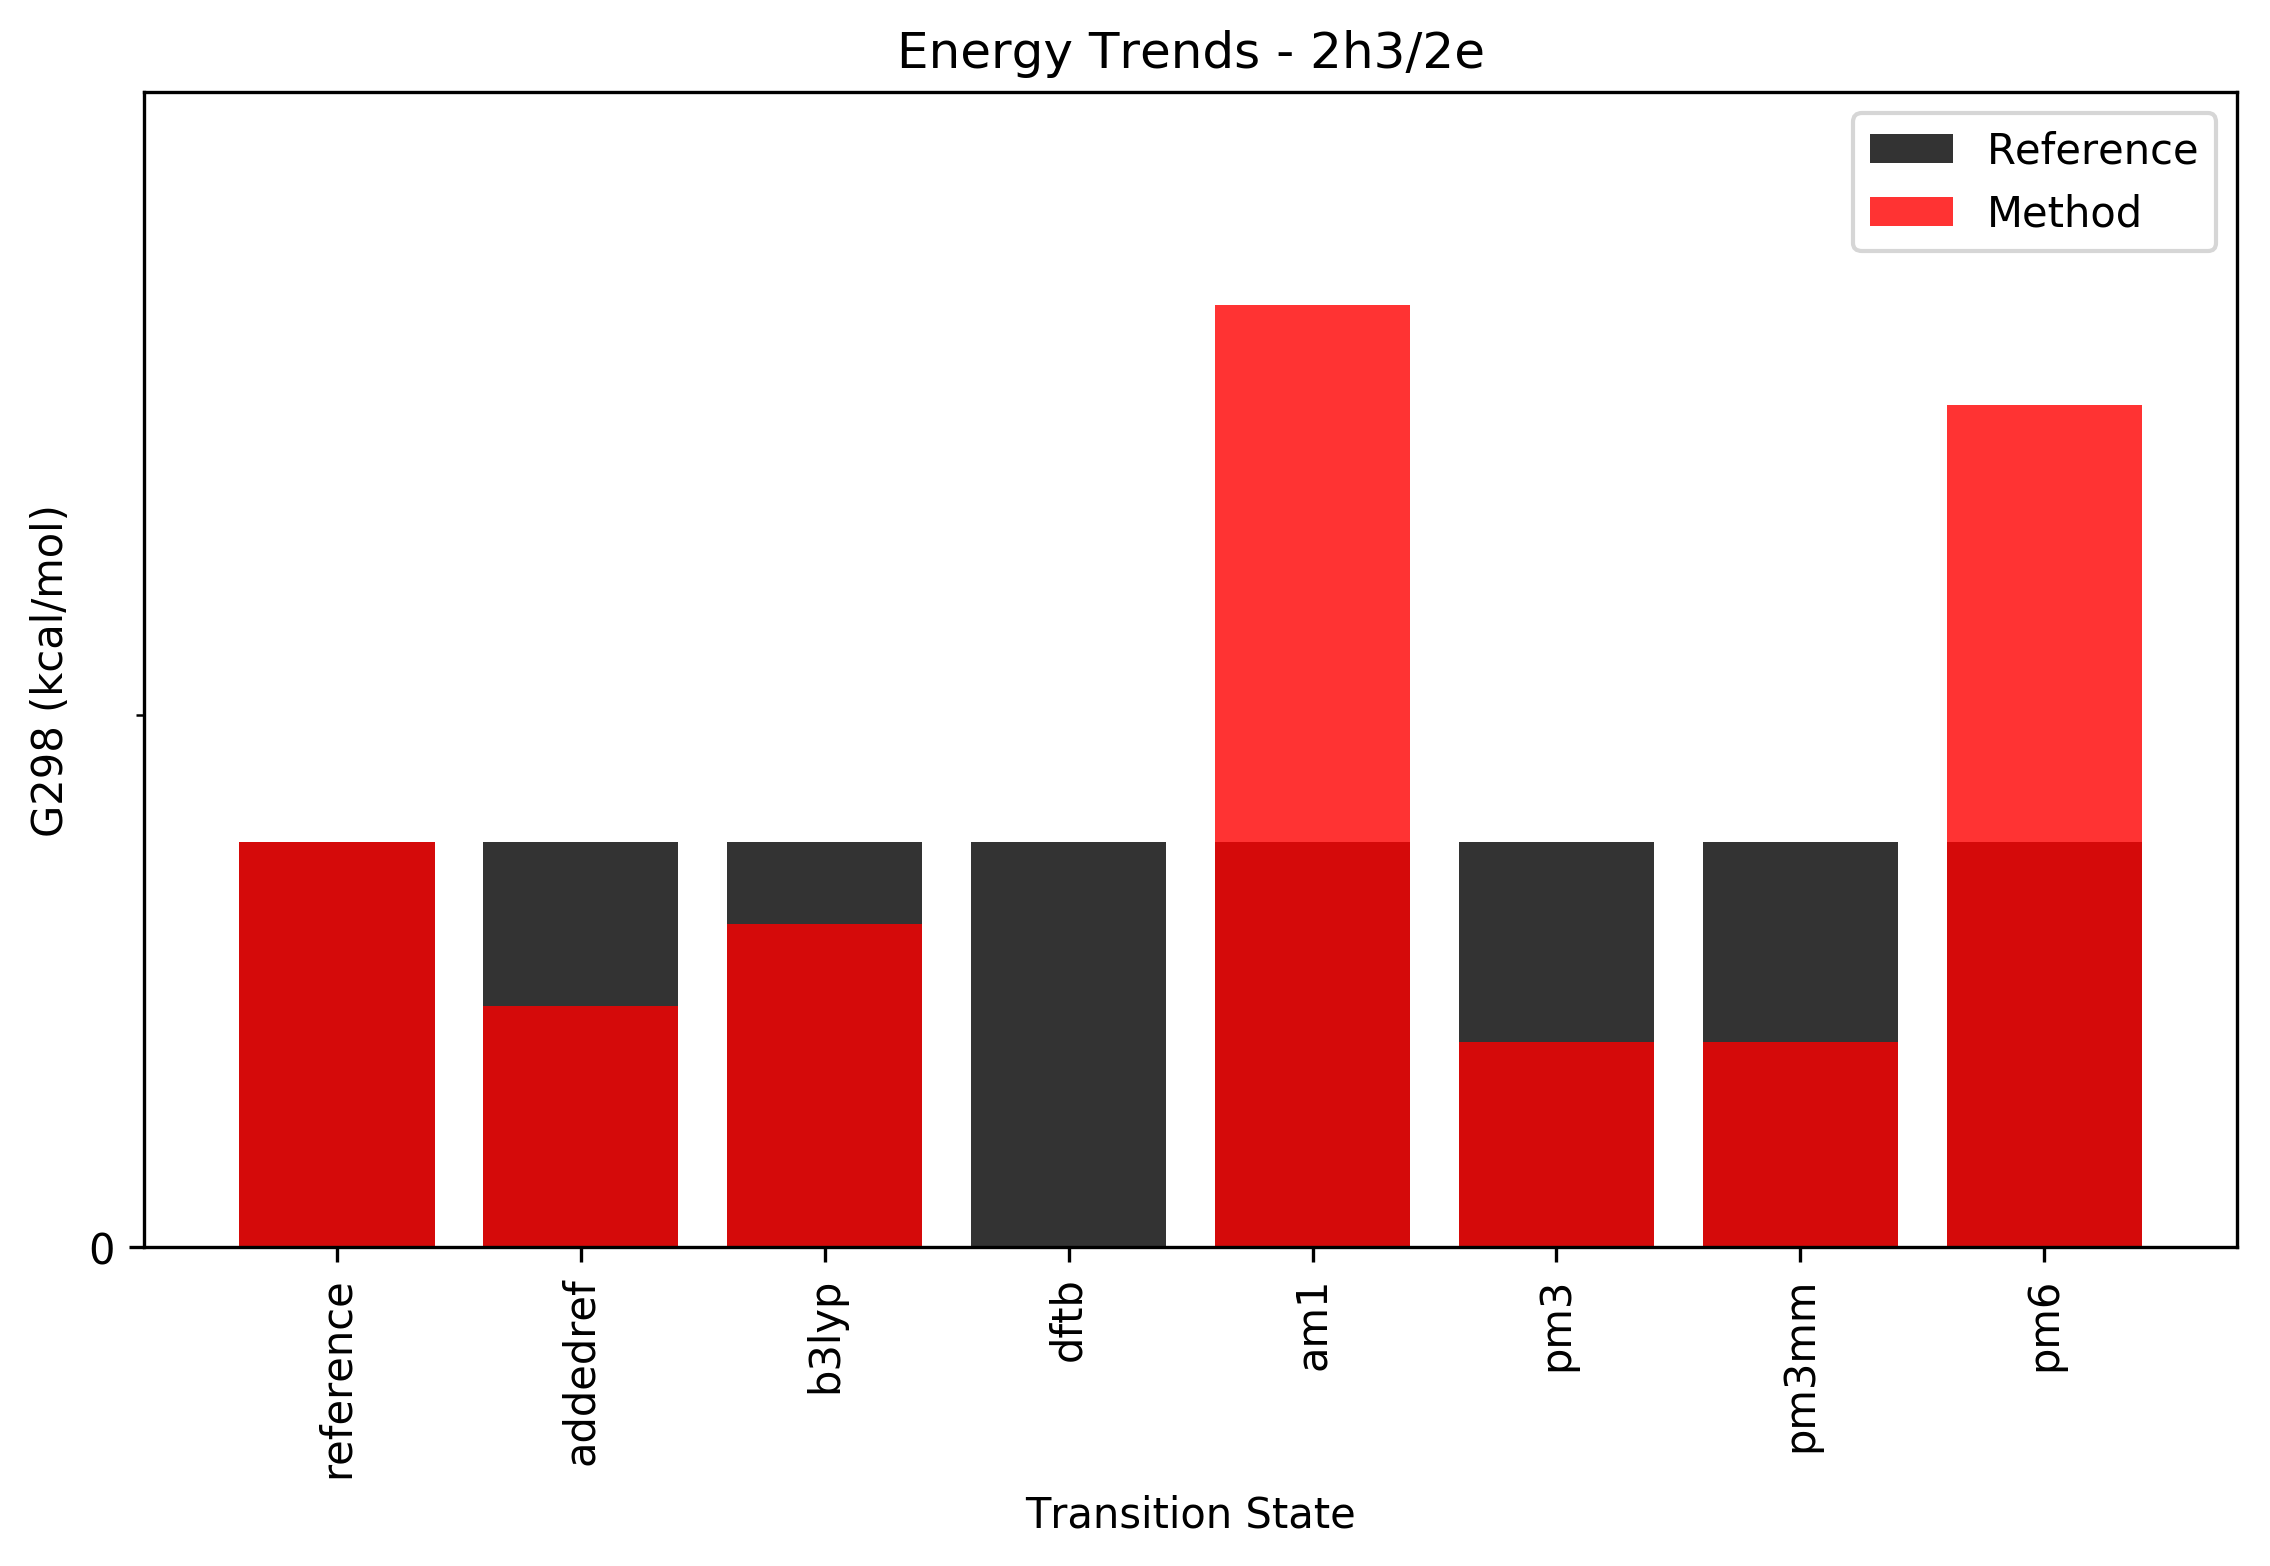 Energy Trends - 2h3/2e
Reference
Method
G298 (kcal/mol)
0
reference
addedref
b3lyp
dftb
am1
pm3
pm3mm
pm6
Transition State